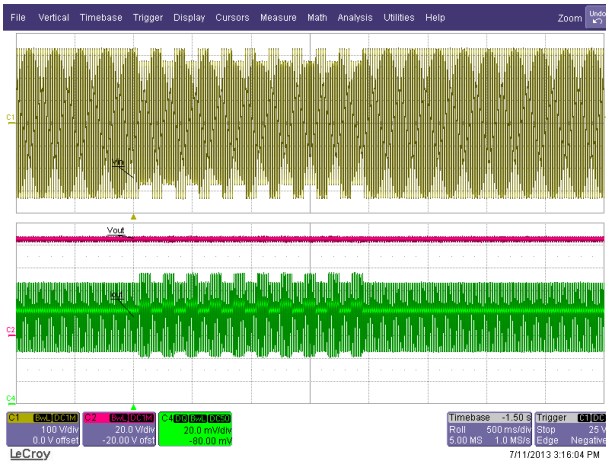 File Vertical Timebase Trigger Display Cursors Measure Math Analysis Utilities Help Zoom Undo
C1
Vin
Vout
C2
C4
C1 BwL DC1M C2 BwL DC1M C4 BwL DC50 Timebase -1.50 s Trigger C1 DC
100 V/div 20.0 V/div 20.0 mV/div Roll 500 ms/div Stop 25 V
0.0 V offset -20.00 V ofst -80.00 mV 5.00 MS 1.0 MS/s Edge Negative
LeCroy 7/11/2013 3:16:04 PM